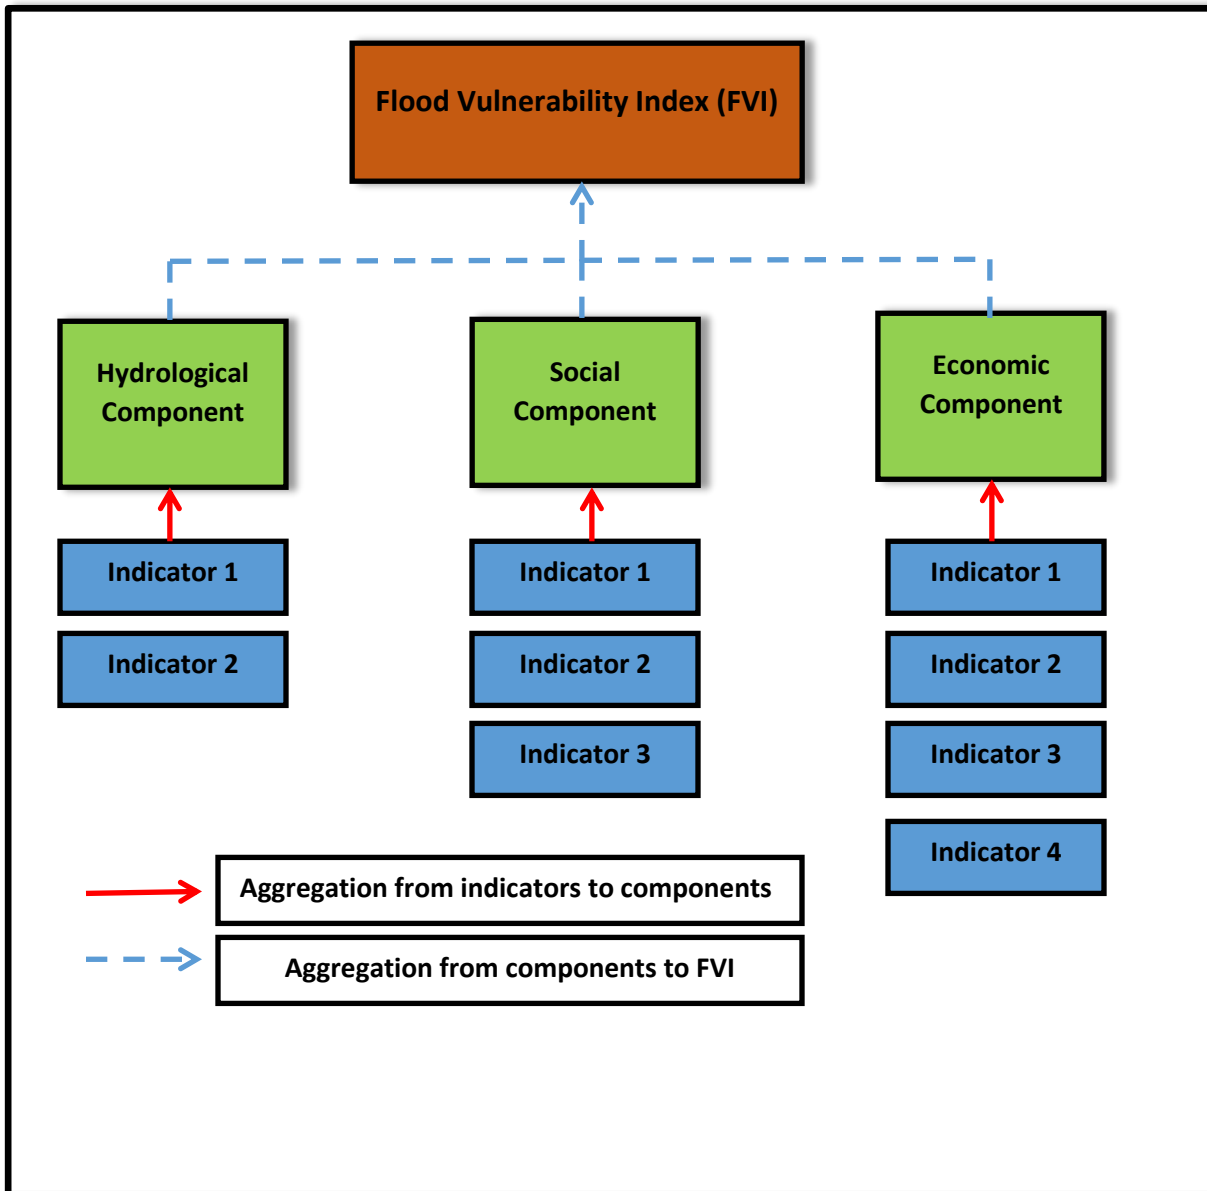 Flood Vulnerability Index (FVI)
Hydrological
Component
Social
Component
Economic
Component
Indicator 1
Indicator 2
Indicator 1
Indicator 2
Indicator 3
Indicator 1
Indicator 2
Indicator 3
Indicator 4
Aggregation from indicators to components
Aggregation from components to FVI